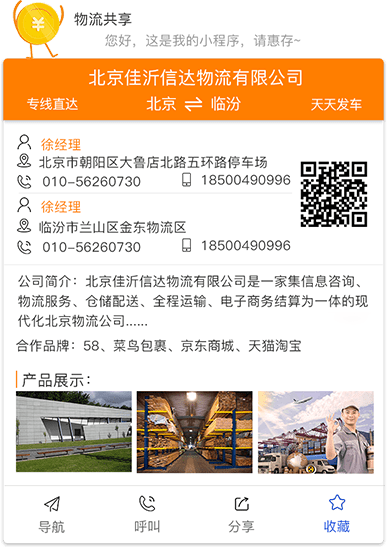 物流共享
您好，这是我的小程序，请惠存~
北京佳沂信达物流有限公司
专线直达 北京 ⇌ 临汾 天天发车
徐经理
北京市朝阳区大鲁店北路五环路停车场
010-56260730 18500490996
徐经理
临汾市兰山区金东物流区
010-56260730 18500490996
公司简介：北京佳沂信达物流有限公司是一家集信息咨询、
物流服务、仓储配送、全程运输、电子商务结算为一体的现
代化北京物流公司......
合作品牌：58、菜鸟包裹、京东商城、天猫淘宝
产品展示：
导航 呼叫 分享 收藏